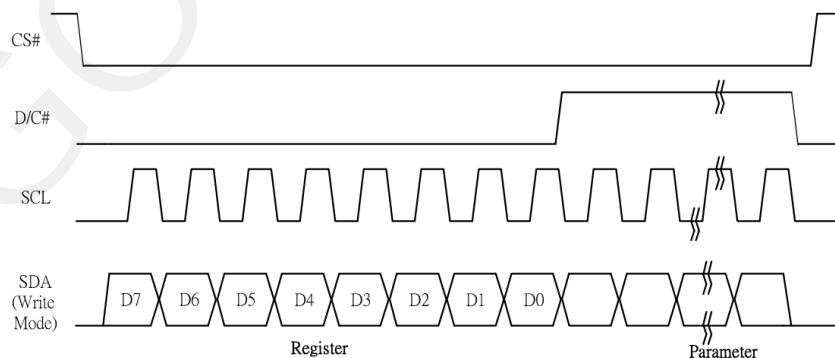 CS#
D/C#
SCL
SDA
(Write
Mode)
D7 D6 D5 D4 D3 D2 D1 D0
Register Parameter